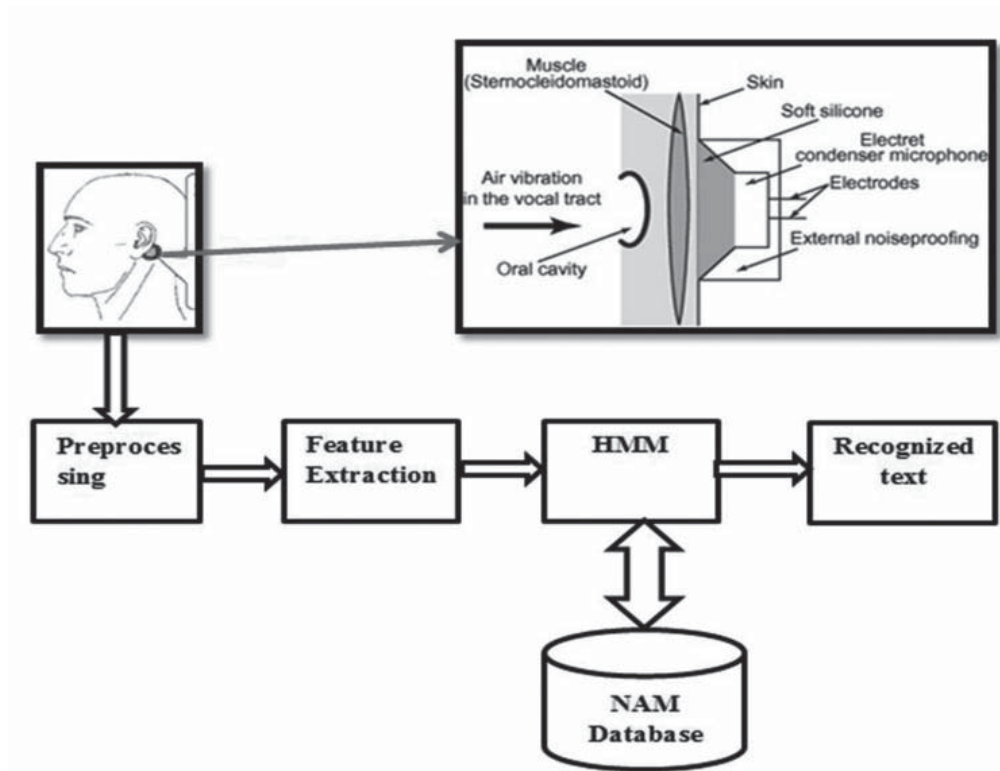 Muscle
(Sternocleidomastoid)
Skin
Soft silicone
Electret
condenser microphone
Electrodes
Air vibration
in the vocal tract
External noiseproofing
Oral cavity
Preproces
sing
Feature
Extraction
HMM
Recognized
text
NAM
Database